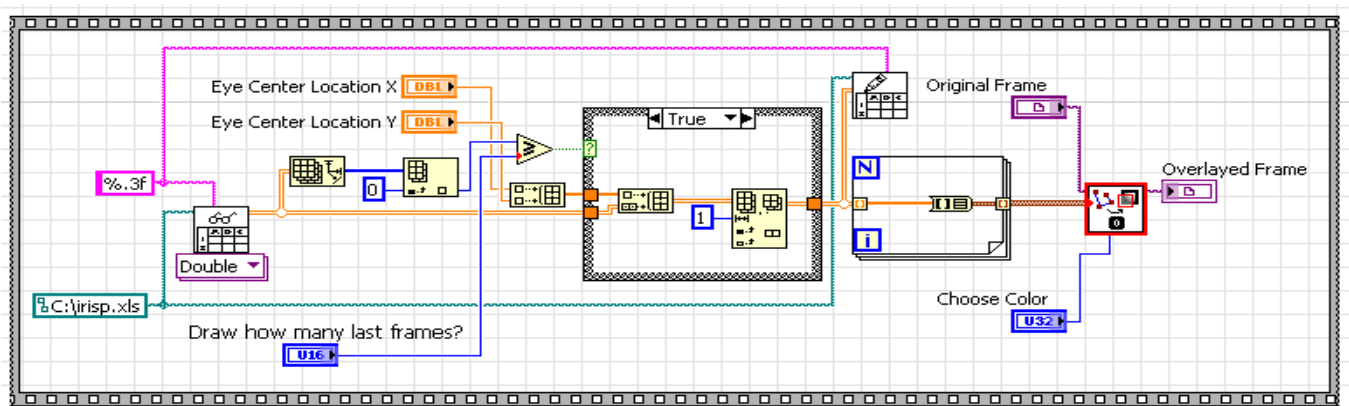 Eye Center Location X DBL
Eye Center Location Y DBL
True
?
Original Frame
N
Overlayed Frame
%.3f
0
1
i
0
Double
C:\irisp.xls
Draw how many last frames?
U16
Choose Color
U32